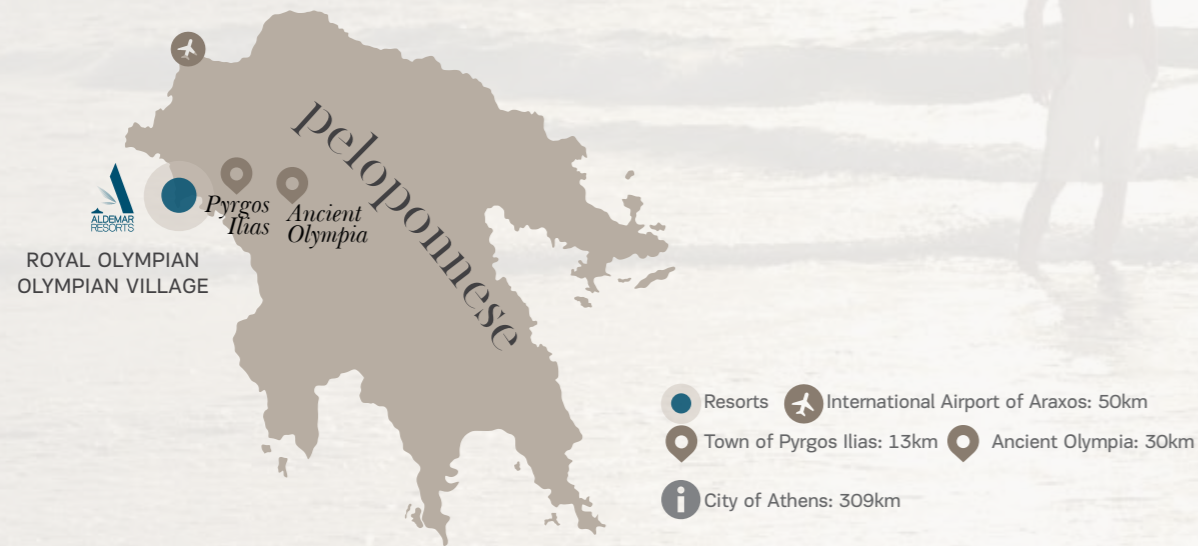 peloponnese
Pyrgos
Ilias
Ancient
Olympia
ALDEMAR
RESORTS
ROYAL OLYMPIAN
OLYMPIAN VILLAGE
Resorts
International Airport of Araxos: 50km
Town of Pyrgos Ilias: 13km
Ancient Olympia: 30km
City of Athens: 309km